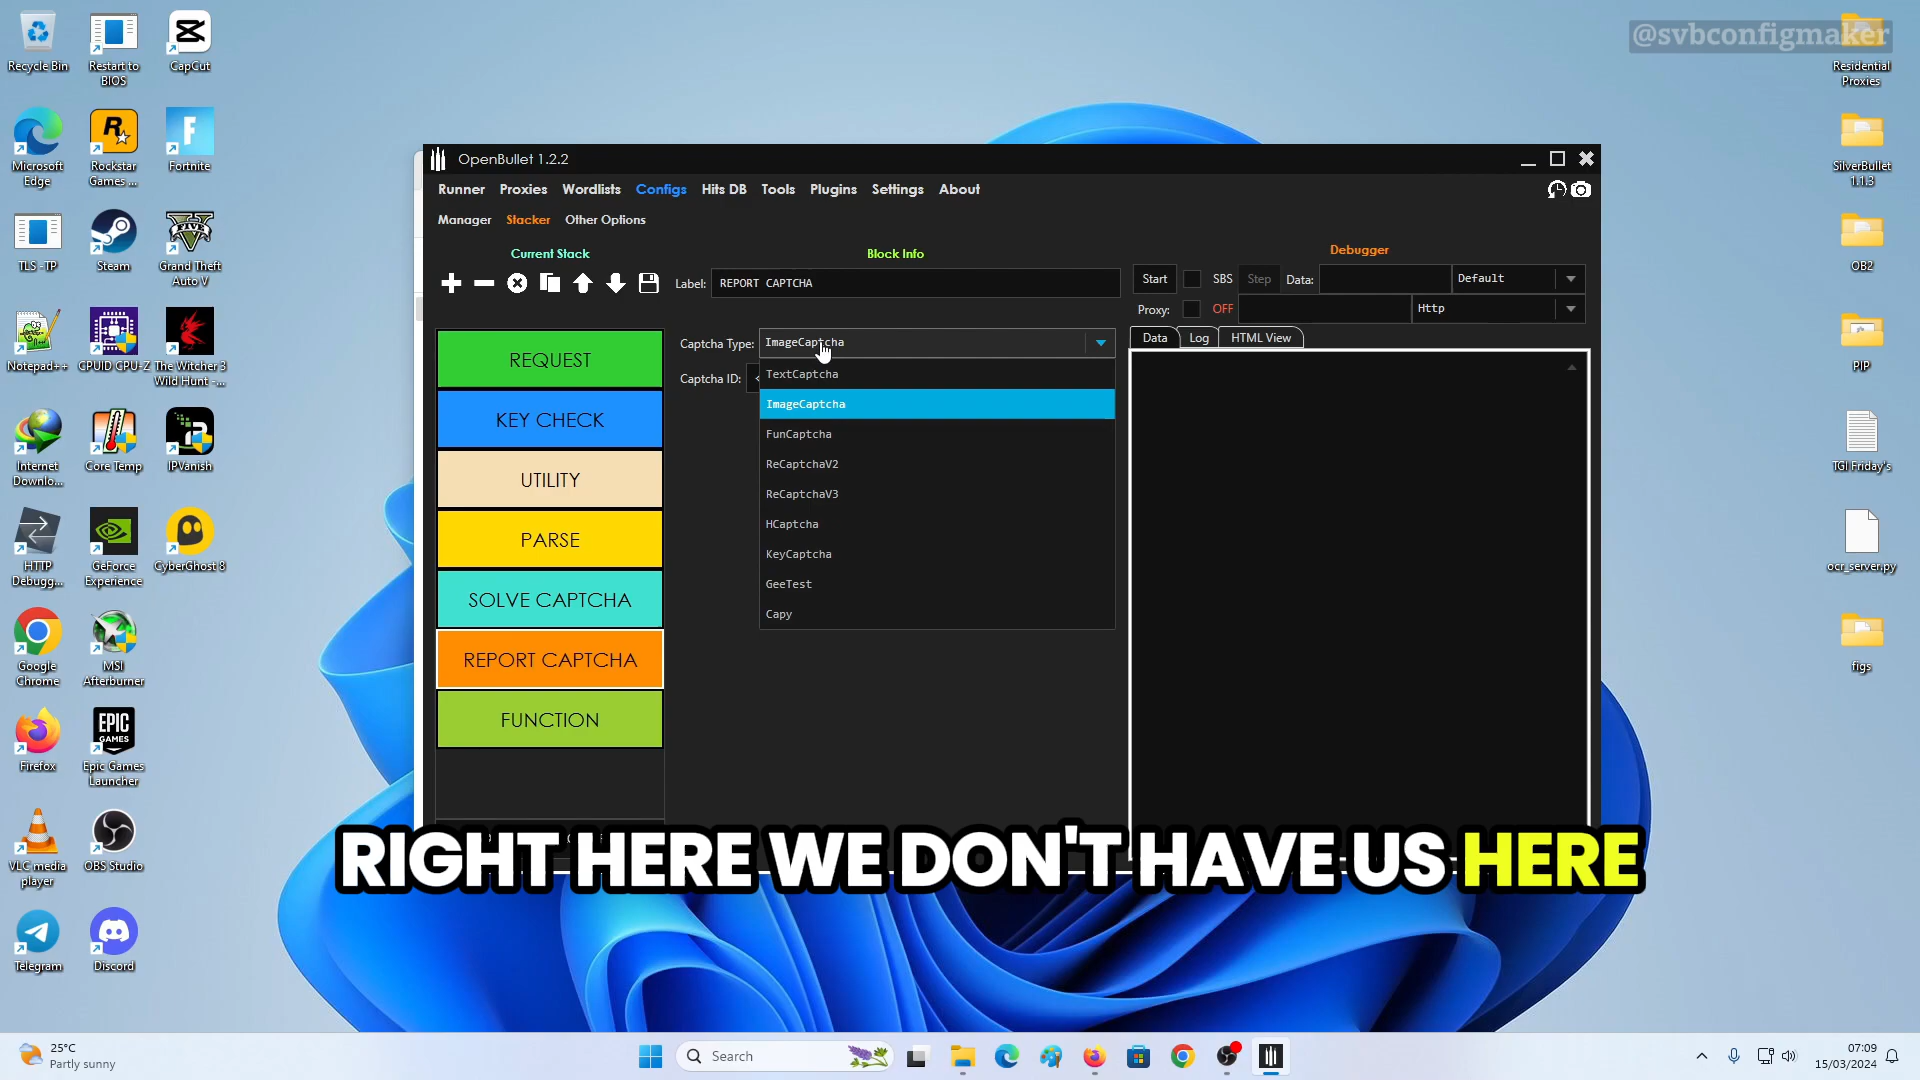 @svbconfigmaker
Recycle Bin
Restart to
BIOS
CapCut
Residential
Proxies
Microsoft
Edge
Rockstar
Games ...
Fortnite
SilverBullet
1.1.3
TLS -TP
Steam
Grand Theft
Auto V
OB2
Notepad++
CPUID CPU-Z
The Witcher 3
Wild Hunt -...
PIP
Internet
Downlo...
Core Temp
IPVanish
TGI Friday's
HTTP
Debugg...
GeForce
Experience
CyberGhost 8
ocr_server.py
Google
Chrome
MSI
Afterburner
figs
Firefox
EPIC
GAMES
Epic Games
Launcher
VLC media
player
OBS Studio
Telegram
Discord
OpenBullet 1.2.2
Runner Proxies Wordlists Configs Hits DB Tools Plugins Settings About
Manager Stacker Other Options
Current Stack
Block Info
Debugger
Label: REPORT CAPTCHA
Start SBS Step Data: Default
Proxy: OFF Http
Data Log HTML View
REQUEST
KEY CHECK
UTILITY
PARSE
SOLVE CAPTCHA
REPORT CAPTCHA
FUNCTION
Captcha Type: ImageCaptcha
Captcha ID: <
TextCaptcha
ImageCaptcha
FunCaptcha
ReCaptchaV2
ReCaptchaV3
HCaptcha
KeyCaptcha
GeeTest
Capy
RIGHT HERE WE DON'T HAVE US HERE
25°C
Partly sunny
Search
07:09
15/03/2024